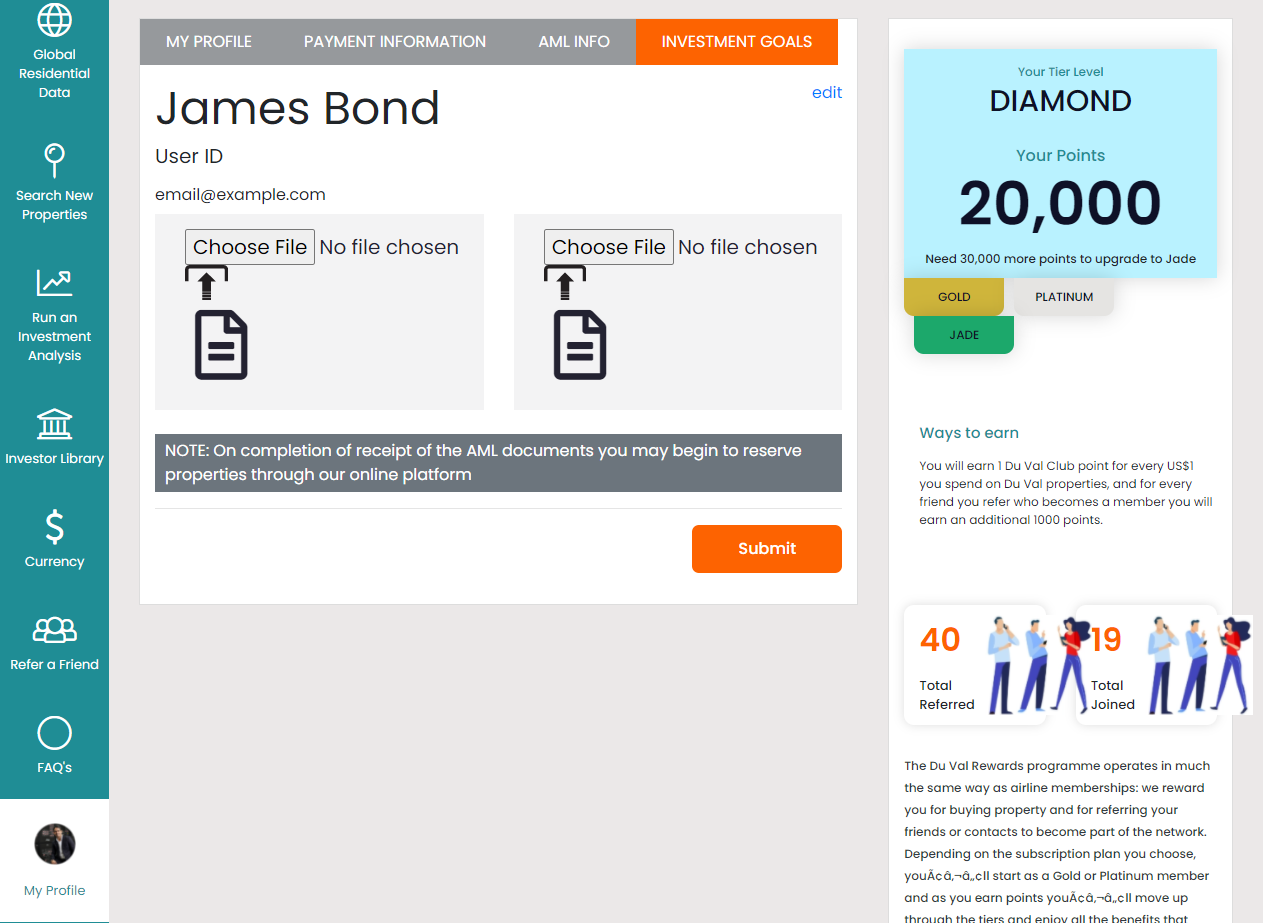 Global
Residential
Data
Search New
Properties
Run an
Investment
Analysis
Investor Library
Currency
Refer a Friend
FAQ's
My Profile
MY PROFILE
PAYMENT INFORMATION
AML INFO
INVESTMENT GOALS
James Bond
edit
User ID
email@example.com
Choose File No file chosen
Choose File No file chosen
NOTE: On completion of receipt of the AML documents you may begin to reserve
properties through our online platform
Submit
Your Tier Level
DIAMOND
Your Points
20,000
Need 30,000 more points to upgrade to Jade
GOLD
PLATINUM
JADE
Ways to earn
You will earn 1 Du Val Club point for every US$1
you spend on Du Val properties, and for every
friend you refer who becomes a member you will
earn an additional 1000 points.
40
Total
Referred
19
Total
Joined
The Du Val Rewards programme operates in much
the same way as airline memberships: we reward
you for buying property and for referring your
friends or contacts to become part of the network.
Depending on the subscription plan you choose,
youÃ¢â‚¬â„¢ll start as a Gold or Platinum member
and as you earn points youÃ¢â‚¬â„¢ll move up
through the tiers and enjoy all the benefits that